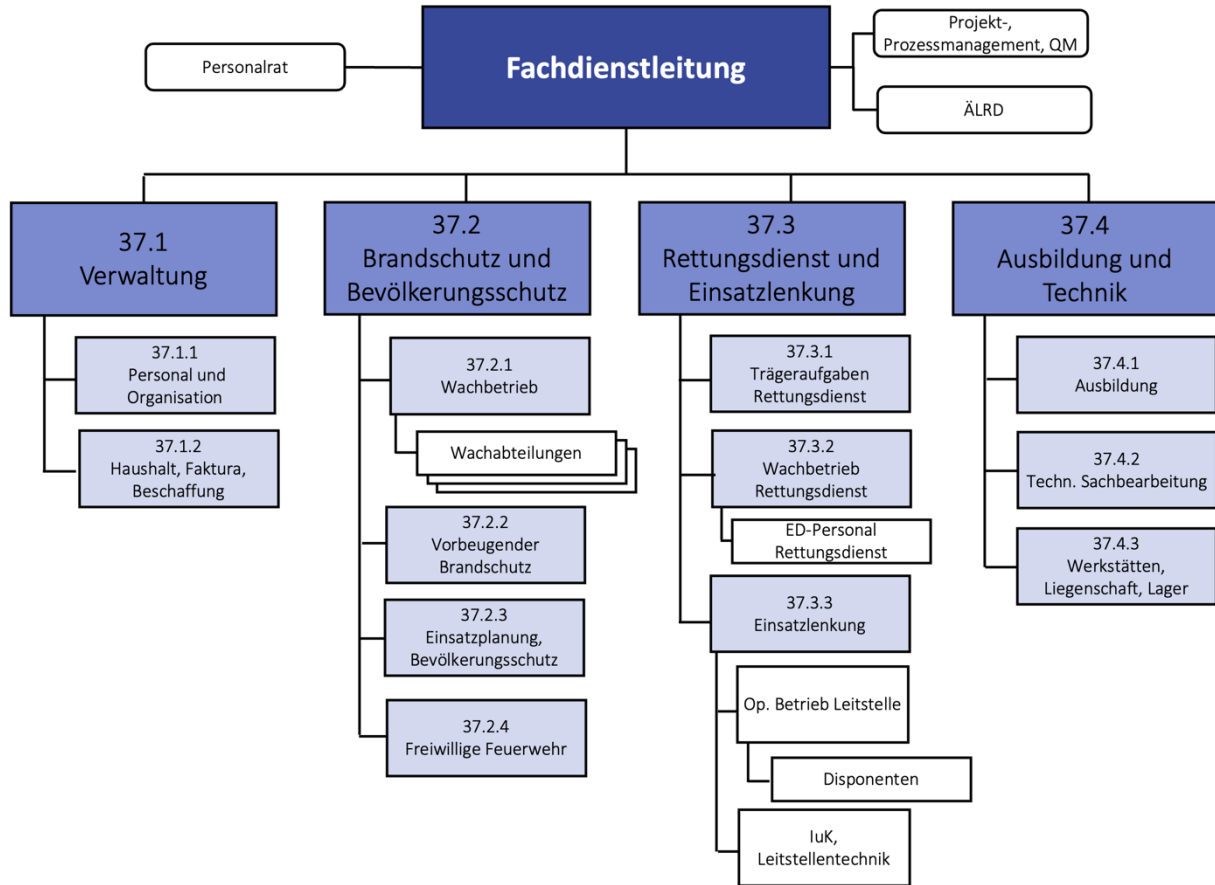 Personalrat
Fachdienstleitung
Projekt-,
Prozessmanagement, QM
ÄLRD
37.1
Verwaltung
37.1.1
Personal und
Organisation
37.1.2
Haushalt, Faktura,
Beschaffung
37.2
Brandschutz und
Bevölkerungsschutz
37.2.1
Wachbetrieb
Wachabteilungen
37.2.2
Vorbeugender
Brandschutz
37.2.3
Einsatzplanung,
Bevölkerungsschutz
37.2.4
Freiwillige Feuerwehr
37.3
Rettungsdienst und
Einsatzlenkung
37.3.1
Trägeraufgaben
Rettungsdienst
37.3.2
Wachbetrieb
Rettungsdienst
ED-Personal
Rettungsdienst
37.3.3
Einsatzlenkung
Op. Betrieb Leitstelle
Disponenten
IuK,
Leitstellentechnik
37.4
Ausbildung und
Technik
37.4.1
Ausbildung
37.4.2
Techn. Sachbearbeitung
37.4.3
Werkstätten,
Liegenschaft, Lager